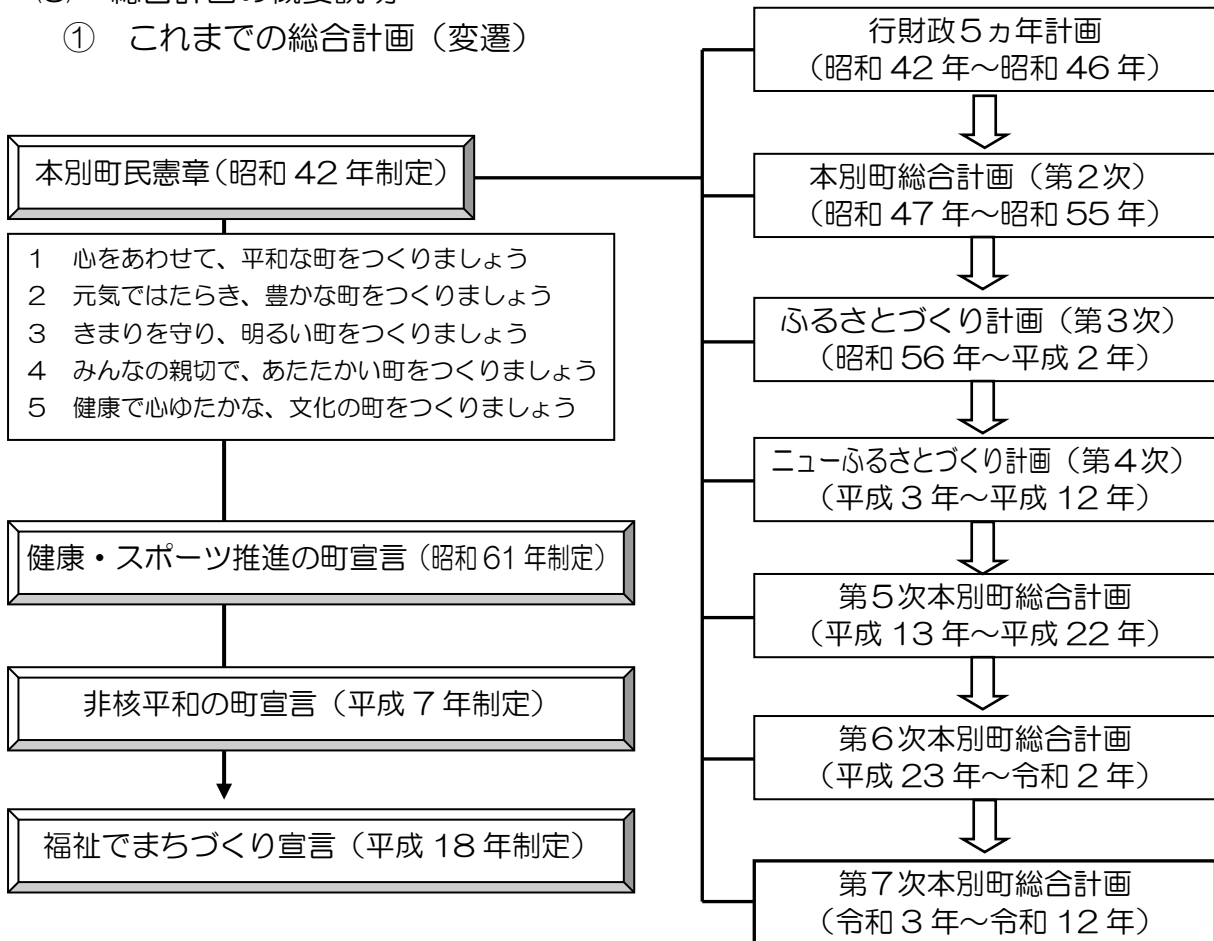 ① これまでの総合計画（変遷）
本別町民憲章（昭和 42 年制定）
1 心をあわせて、平和な町をつくりましょう
2 元気ではたらき、豊かな町をつくりましょう
3 きまりを守り、明るい町をつくりましょう
4 みんなの親切で、あたたかい町をつくりましょう
5 健康で心ゆたかな、文化の町をつくりましょう
健康・スポーツ推進の町宣言（昭和 61 年制定）
非核平和の町宣言（平成 7 年制定）
福祉でまちづくり宣言（平成 18 年制定）
行財政５ヵ年計画
（昭和 42 年～昭和 46 年）
本別町総合計画（第２次）
（昭和 47 年～昭和 55 年）
ふるさとづくり計画（第３次）
（昭和 56 年～平成 2 年）
ニューふるさとづくり計画（第４次）
（平成 3 年～平成 12 年）
第５次本別町総合計画
（平成 13 年～平成 22 年）
第６次本別町総合計画
（平成 23 年～令和 2 年）
第７次本別町総合計画
（令和 3 年～令和 12 年）